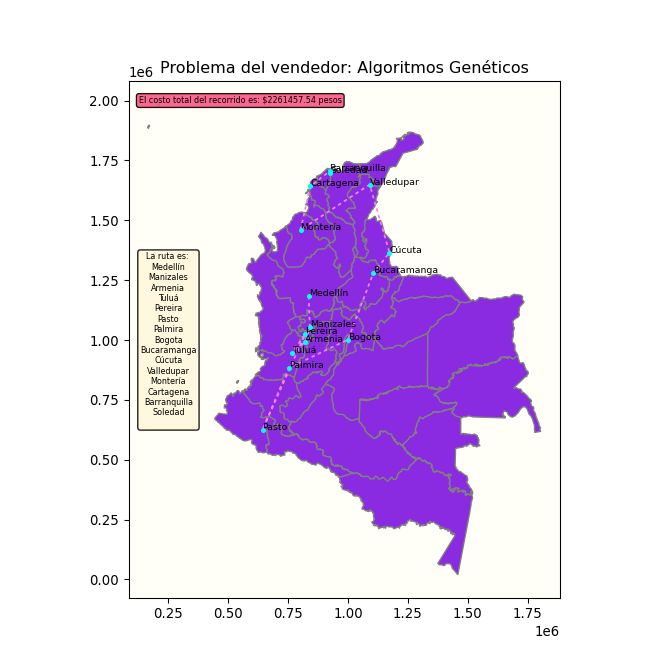 Problema del vendedor: Algoritmos Genéticos
1e6
El costo total del recorrido es: $2261457.54 pesos
2.00
1.75
1.50
1.25
1.00
0.75
0.50
0.25
0.00
La ruta es:
Medellín
Manizales
Armenia
Tuluá
Pereira
Pasto
Palmira
Bogota
Bucaramanga
Cúcuta
Valledupar
Montería
Cartagena
Barranquilla
Soledad
Barranquilla
Soledad
Cartagena
Valledupar
Montería
Cúcuta
Bucaramanga
Medellín
Manizales
Pereira
Armenia
Bogota
Tuluá
Palmira
Pasto
0.25 0.50 0.75 1.00 1.25 1.50 1.75
1e6